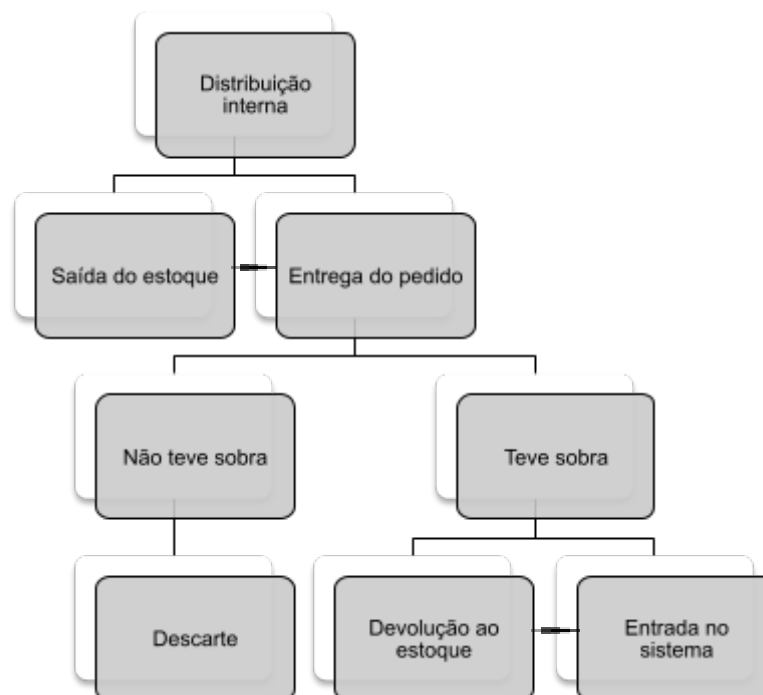 Distribuição
interna
Saída do estoque
Entrega do pedido
Não teve sobra
Teve sobra
Descarte
Devolução ao
estoque
Entrada no
sistema